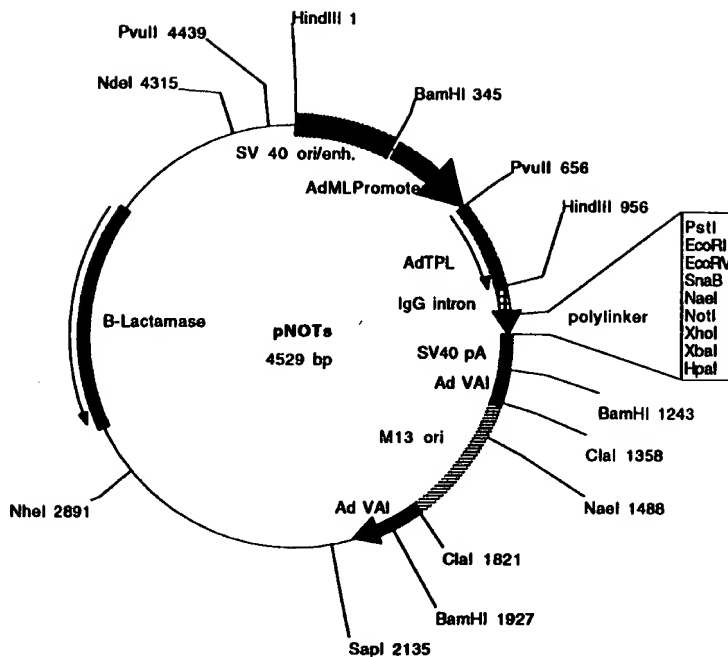 HindIII 1
PvuII 4439
NdeI 4315
BamHI 345
SV 40 ori/enh.
AdMLPromoter
PvuII 656
HindIII 956
AdTPL
IgG intron
polylinker
PstI
EcoRI
EcoRV
SnaB
NaeI
NotI
XhoI
XbaI
HpaI
B-Lactamase
pNOTs
4529 bp
SV40 pA
Ad VAI
BamHI 1243
M13 ori
ClaI 1358
NaeI 1488
NheI 2891
Ad VAI
ClaI 1821
BamHI 1927
SapI 2135